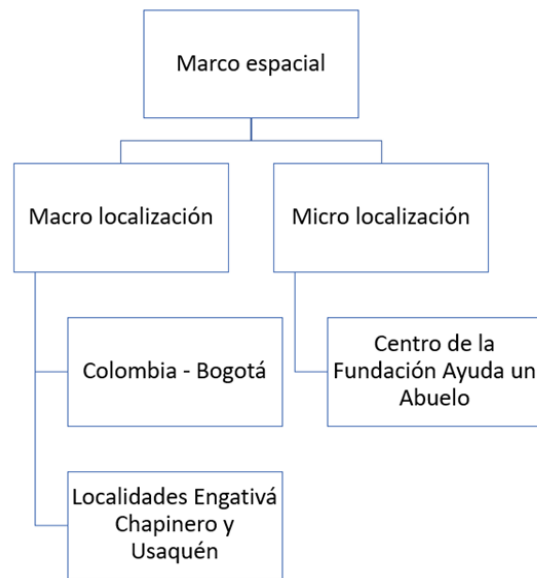 Marco espacial
Macro localización
Micro localización
Colombia - Bogotá
Centro de la
Fundación Ayuda un
Abuelo
Localidades Engativá
Chapinero y
Usaquén